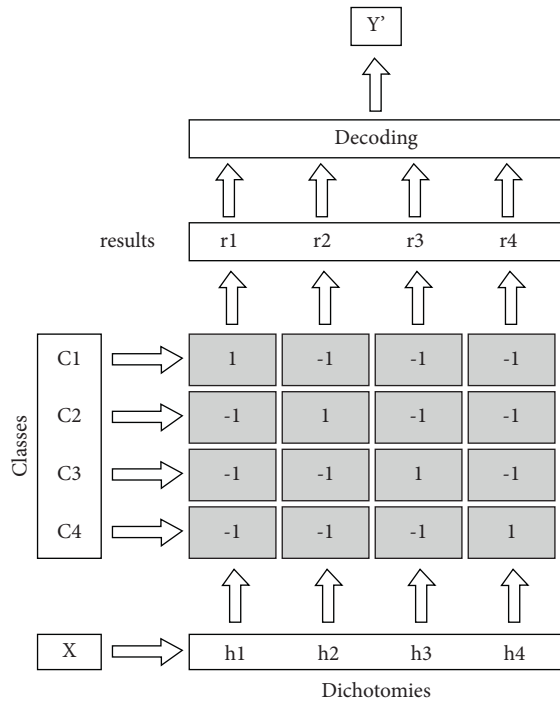 Y’
Decoding
results r1 r2 r3 r4
Classes
C1 1 -1 -1 -1
C2 -1 1 -1 -1
C3 -1 -1 1 -1
C4 -1 -1 -1 1
X h1 h2 h3 h4
Dichotomies